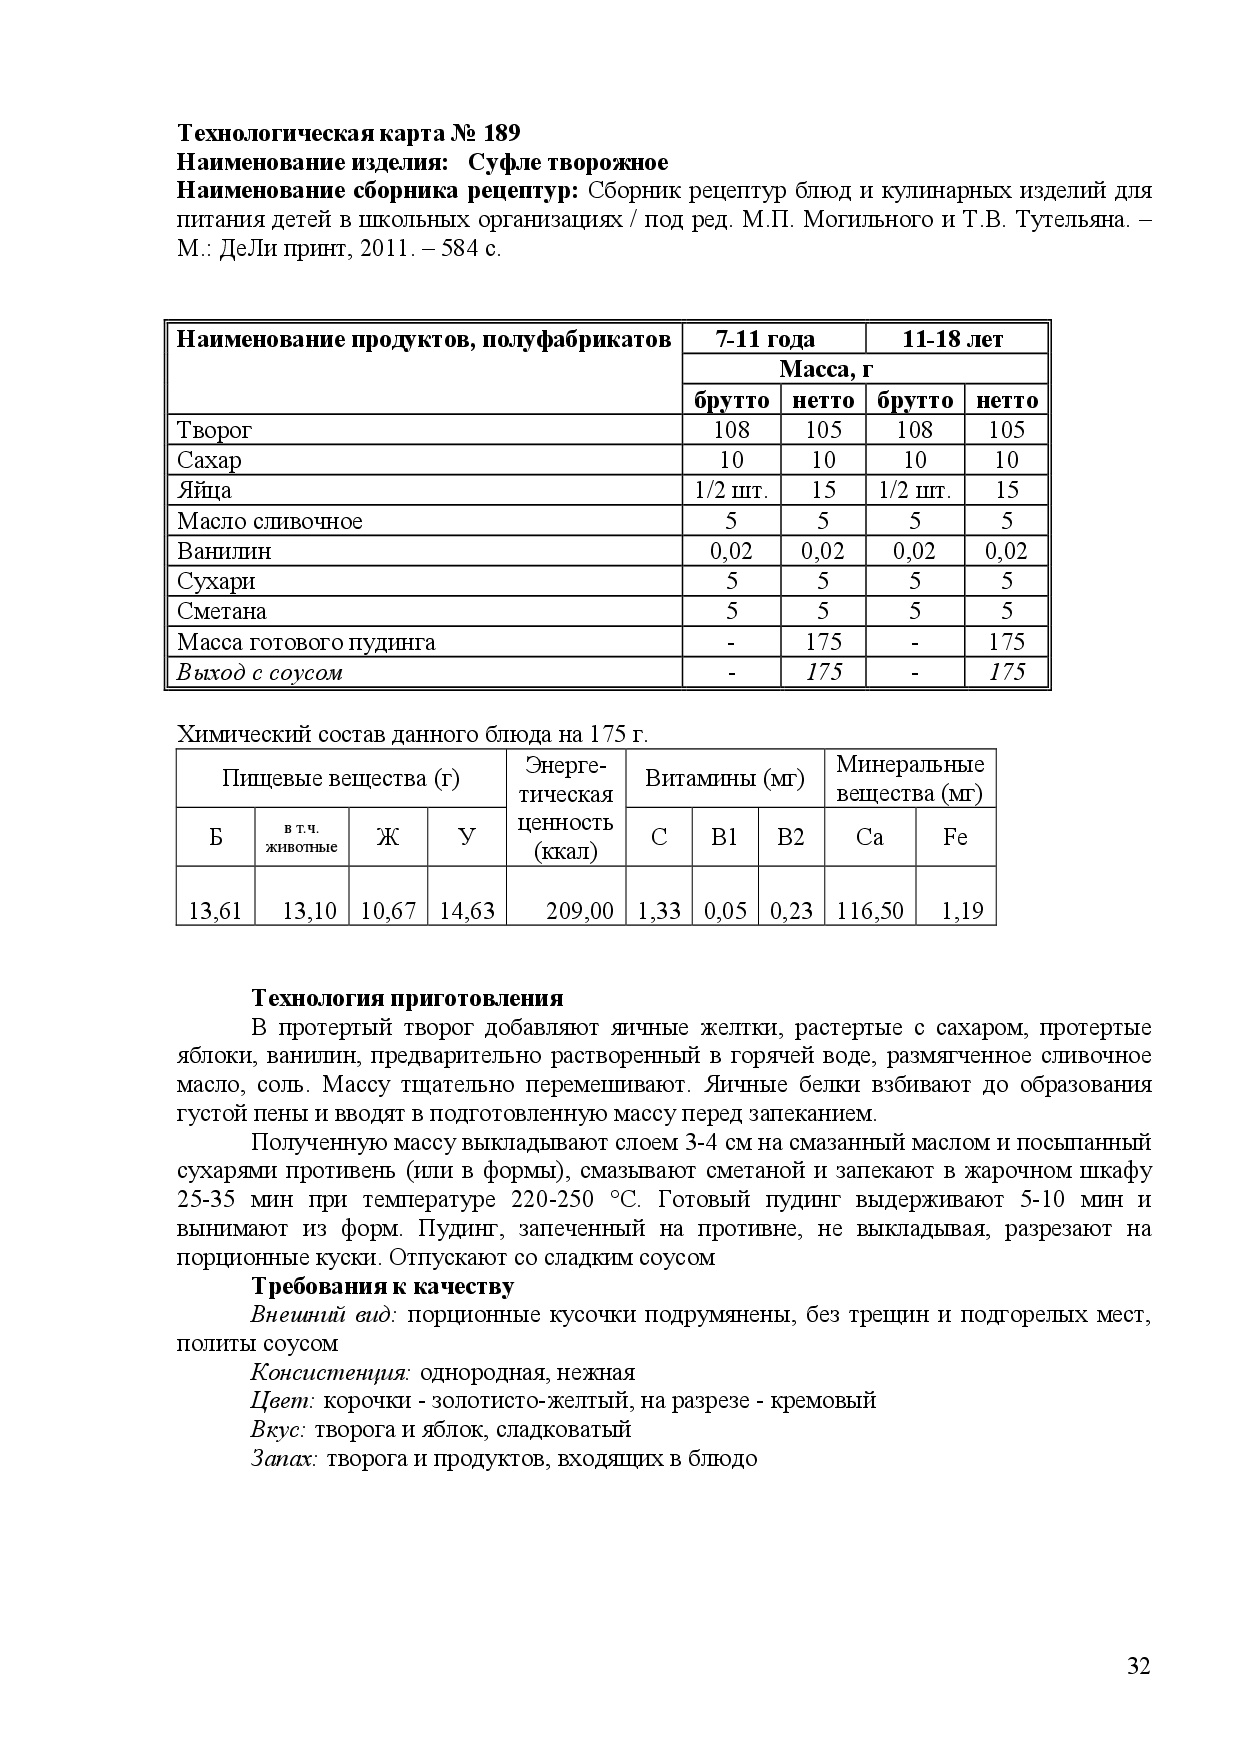 Технологическая карта № 189
Наименование изделия: Суфле творожное
Наименование сборника рецептур: Сборник рецептур блюд и кулинарных изделий для
питания детей в школьных организациях / под ред. М.П. Могильного и Т.В. Тутельяна. –
М.: ДеЛи принт, 2011. – 584 с.
Наименование продуктов, полуфабрикатов 7-11 года 11-18 лет
Масса, г
брутто нетто брутто нетто
Творог 108 105 108 105
Сахар 10 10 10 10
Яйца 1/2 шт. 15 1/2 шт. 15
Масло сливочное 5 5 5 5
Ванилин 0,02 0,02 0,02 0,02
Сухари 5 5 5 5
Сметана 5 5 5 5
Масса готового пудинга - 175 - 175
Выход с соусом - 175 - 175
Химический состав данного блюда на 175 г.
Пищевые вещества (г)
Энерге-
тическая
ценность
(ккал)
Витамины (мг)
Минеральные
вещества (мг)
Б
в т.ч.
животные
Ж У С В1 В2 Ca Fe
13,61 13,10 10,67 14,63 209,00 1,33 0,05 0,23 116,50 1,19
Технология приготовления
В протертый творог добавляют яичные желтки, растертые с сахаром, протертые
яблоки, ванилин, предварительно растворенный в горячей воде, размягченное сливочное
масло, соль. Массу тщательно перемешивают. Яичные белки взбивают до образования
густой пены и вводят в подготовленную массу перед запеканием.
Полученную массу выкладывают слоем 3-4 см на смазанный маслом и посыпанный
сухарями противень (или в формы), смазывают сметаной и запекают в жарочном шкафу
25-35 мин при температуре 220-250 °С. Готовый пудинг выдерживают 5-10 мин и
вынимают из форм. Пудинг, запеченный на противне, не выкладывая, разрезают на
порционные куски. Отпускают со сладким соусом
Требования к качеству
Внешний вид: порционные кусочки подрумянены, без трещин и подгорелых мест,
политы соусом
Консистенция: однородная, нежная
Цвет: корочки - золотисто-желтый, на разрезе - кремовый
Вкус: творога и яблок, сладковатый
Запах: творога и продуктов, входящих в блюдо
32